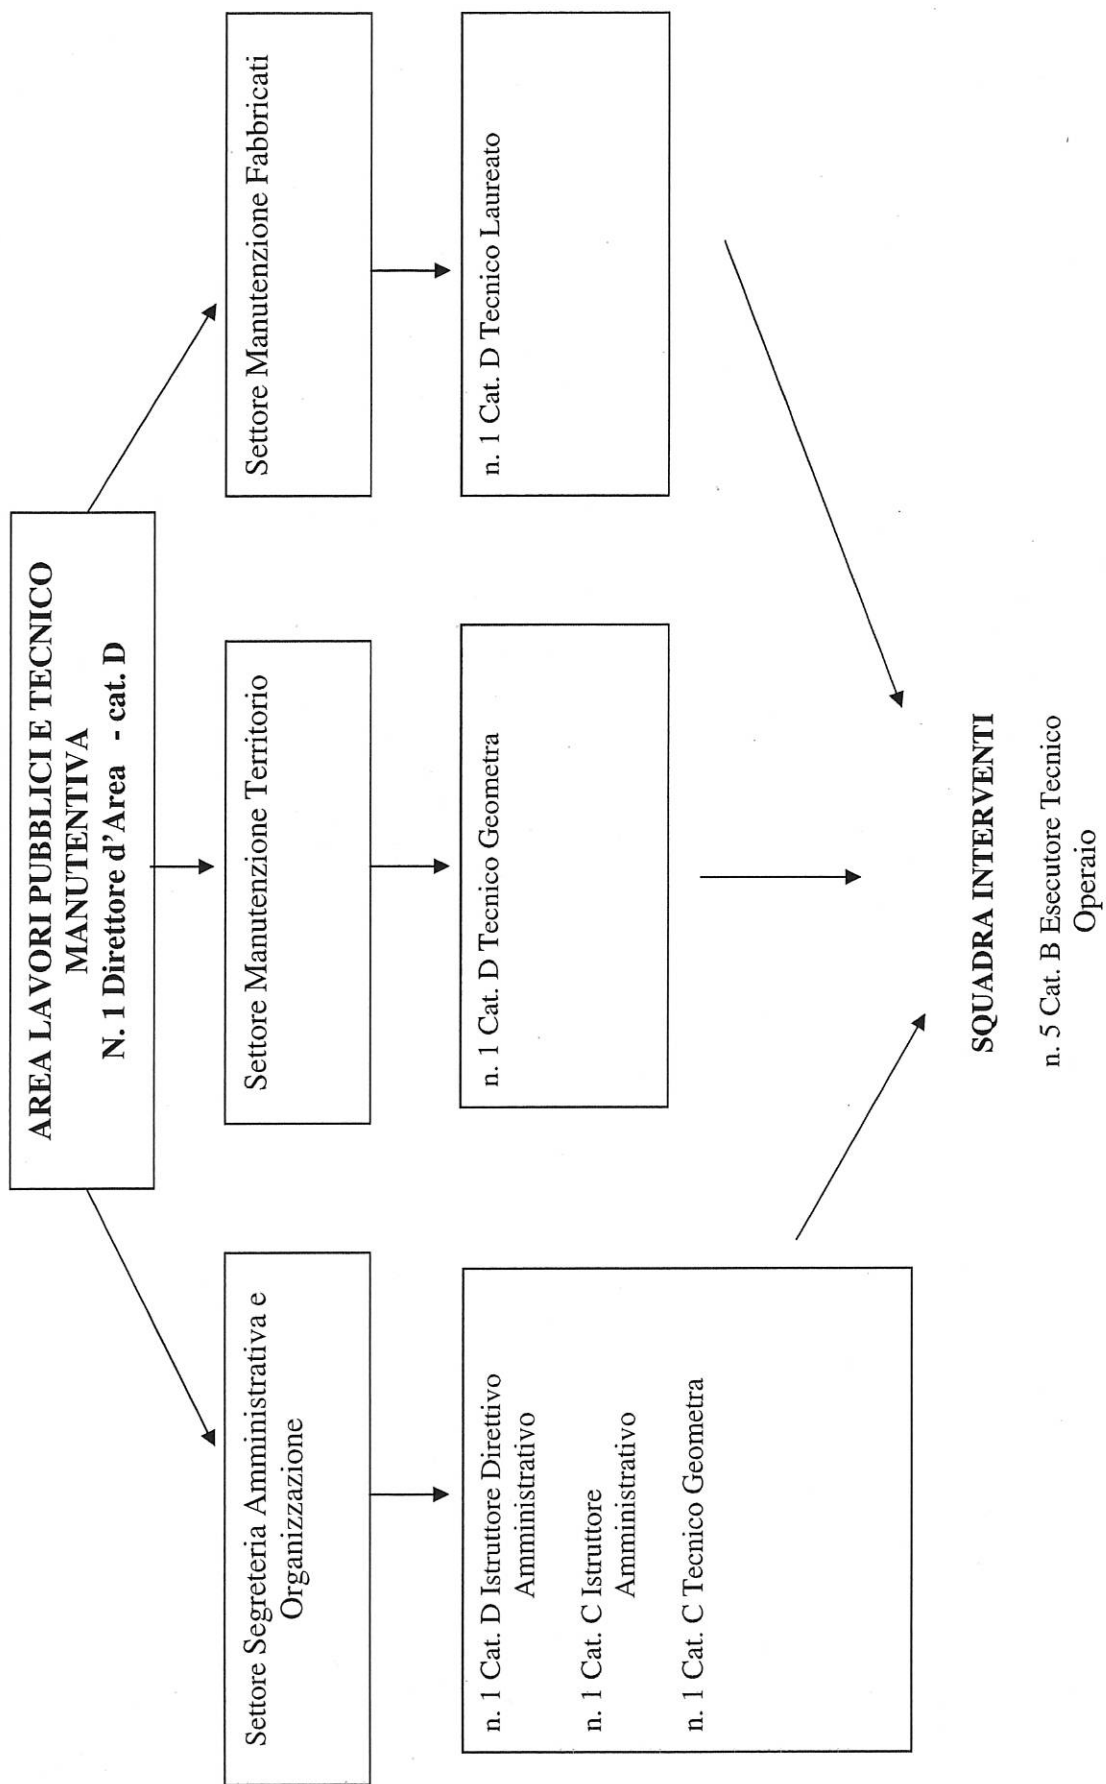 AREA LAVORI PUBBLICI E TECNICO
MANUTENTIVA
N. 1 Direttore d'Area - cat. D
Settore Segreteria Amministrativa e
Organizzazione
Settore Manutenzione Territorio
Settore Manutenzione Fabbricati
n. 1 Cat. D Istruttore Direttivo
Amministrativo
n. 1 Cat. C Istruttore
Amministrativo
n. 1 Cat. C Tecnico Geometra
n. 1 Cat. D Tecnico Geometra
n. 1 Cat. D Tecnico Laureato
SQUADRA INTERVENTI
n. 5 Cat. B Esecutore Tecnico
Operaio